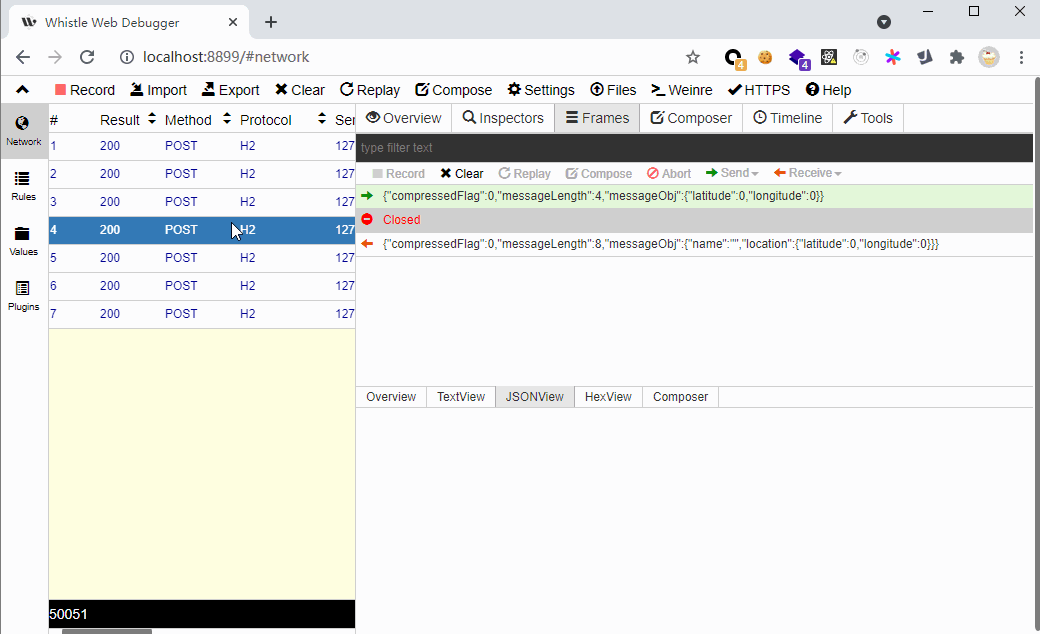 Whistle Web Debugger
localhost:8899/#network
4 4
Record Import Export Clear Replay Compose Settings Files Weinre HTTPS Help
Network
Rules
Values
Plugins
# Result Method Protocol Ser
1 200 POST H2 127
2 200 POST H2 127
3 200 POST H2 127
4 200 POST H2 127
5 200 POST H2 127
6 200 POST H2 127
7 200 POST H2 127
50051
Overview Inspectors Frames Composer Timeline Tools
type filter text
Record Clear Replay Compose Abort Send Receive
{"compressedFlag":0,"messageLength":4,"messageObj":{"latitude":0,"longitude":0}}
Closed
{"compressedFlag":0,"messageLength":8,"messageObj":{"name":"","location":{"latitude":0,"longitude":0}}}
Overview TextView JSONView HexView Composer